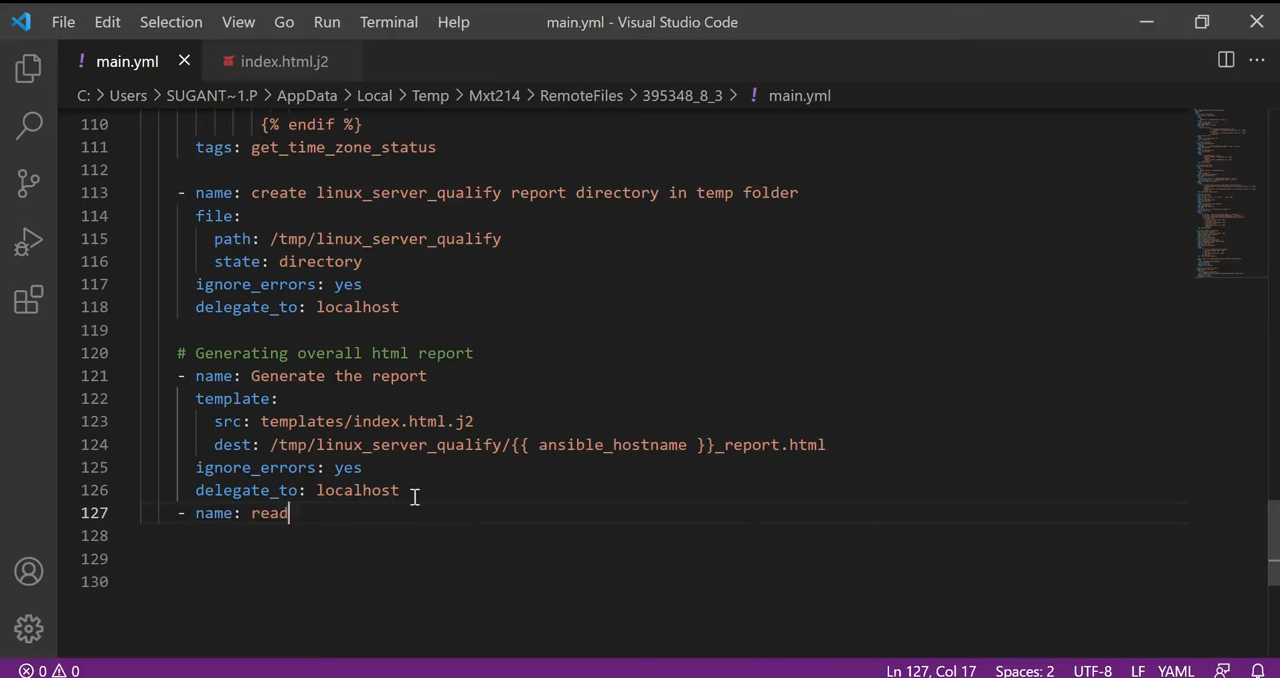 File Edit Selection View Go Run Terminal Help main.yml - Visual Studio Code
! main.yml index.html.j2
C: > Users > SUGANT~1.P > AppData > Local > Temp > Mxt214 > RemoteFiles > 395348_8_3 > ! main.yml
110 {% endif %}
111 tags: get_time_zone_status
112
113 - name: create linux_server_qualify report directory in temp folder
114 file:
115 path: /tmp/linux_server_qualify
116 state: directory
117 ignore_errors: yes
118 delegate_to: localhost
119
120 # Generating overall html report
121 - name: Generate the report
122 template:
123 src: templates/index.html.j2
124 dest: /tmp/linux_server_qualify/{{ ansible_hostname }}_report.html
125 ignore_errors: yes
126 delegate_to: localhost
127 - name: read
128
129
130
0 0 Ln 127, Col 17 Spaces: 2 UTF-8 LF YAML